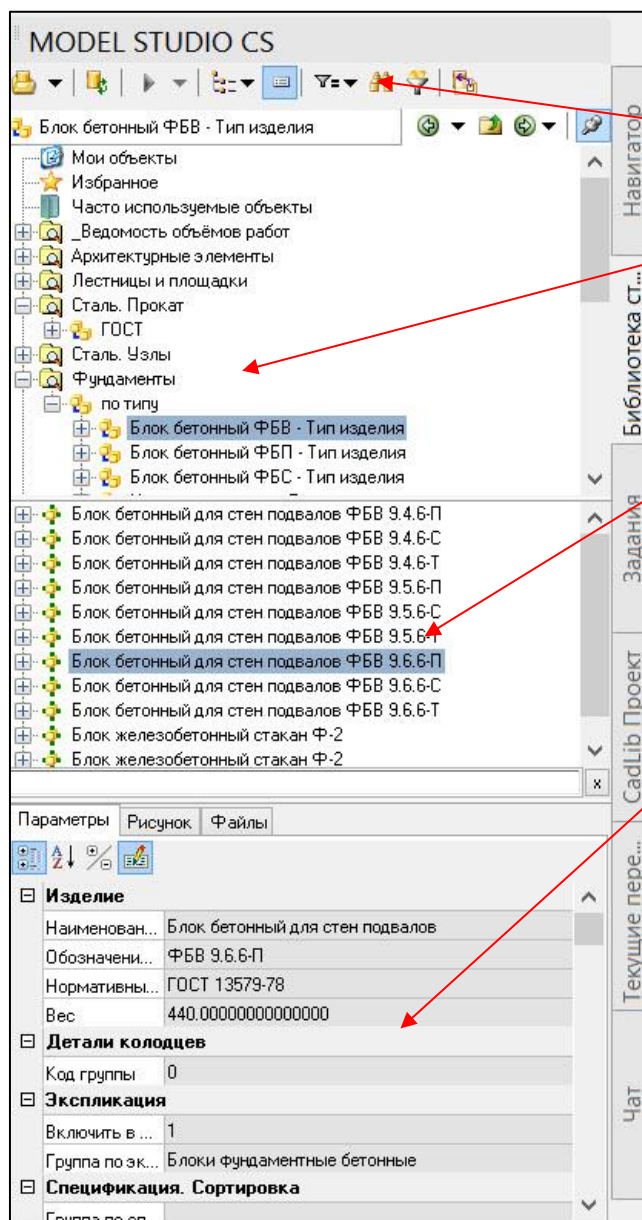 MODEL STUDIO CS
Блок бетонный ФБВ - Тип изделия
Мои объекты
Избранное
Часто используемые объекты
_Ведомость объёмов работ
Архитектурные элементы
Лестницы и площадки
Сталь. Прокат
ГОСТ
Сталь. Узлы
Фундаменты
по типу
Блок бетонный ФБВ - Тип изделия
Блок бетонный ФБП - Тип изделия
Блок бетонный ФБС - Тип изделия
Блок бетонный для стен подвалов ФБВ 9.4.6-П
Блок бетонный для стен подвалов ФБВ 9.4.6-С
Блок бетонный для стен подвалов ФБВ 9.4.6-Т
Блок бетонный для стен подвалов ФБВ 9.5.6-П
Блок бетонный для стен подвалов ФБВ 9.5.6-С
Блок бетонный для стен подвалов ФБВ 9.5.6-Т
Блок бетонный для стен подвалов ФБВ 9.6.6-П
Блок бетонный для стен подвалов ФБВ 9.6.6-С
Блок бетонный для стен подвалов ФБВ 9.6.6-Т
Блок железобетонный стакан Ф-2
Блок железобетонный стакан Ф-2
x
Параметры Рисунок Файлы
Изделие
Наименован... Блок бетонный для стен подвалов
Обозначени... ФБВ 9.6.6-П
Нормативны... ГОСТ 13579-78
Вес 440.00000000000000
Детали колодцев
Код группы 0
Экспликация
Включить в ... 1
Группа по эк... Блоки фундаментные бетонные
Спецификация. Сортировка
Навигатор
Библиотека ст...
Задания
CadLib Проект
Текущие пере...
Чат